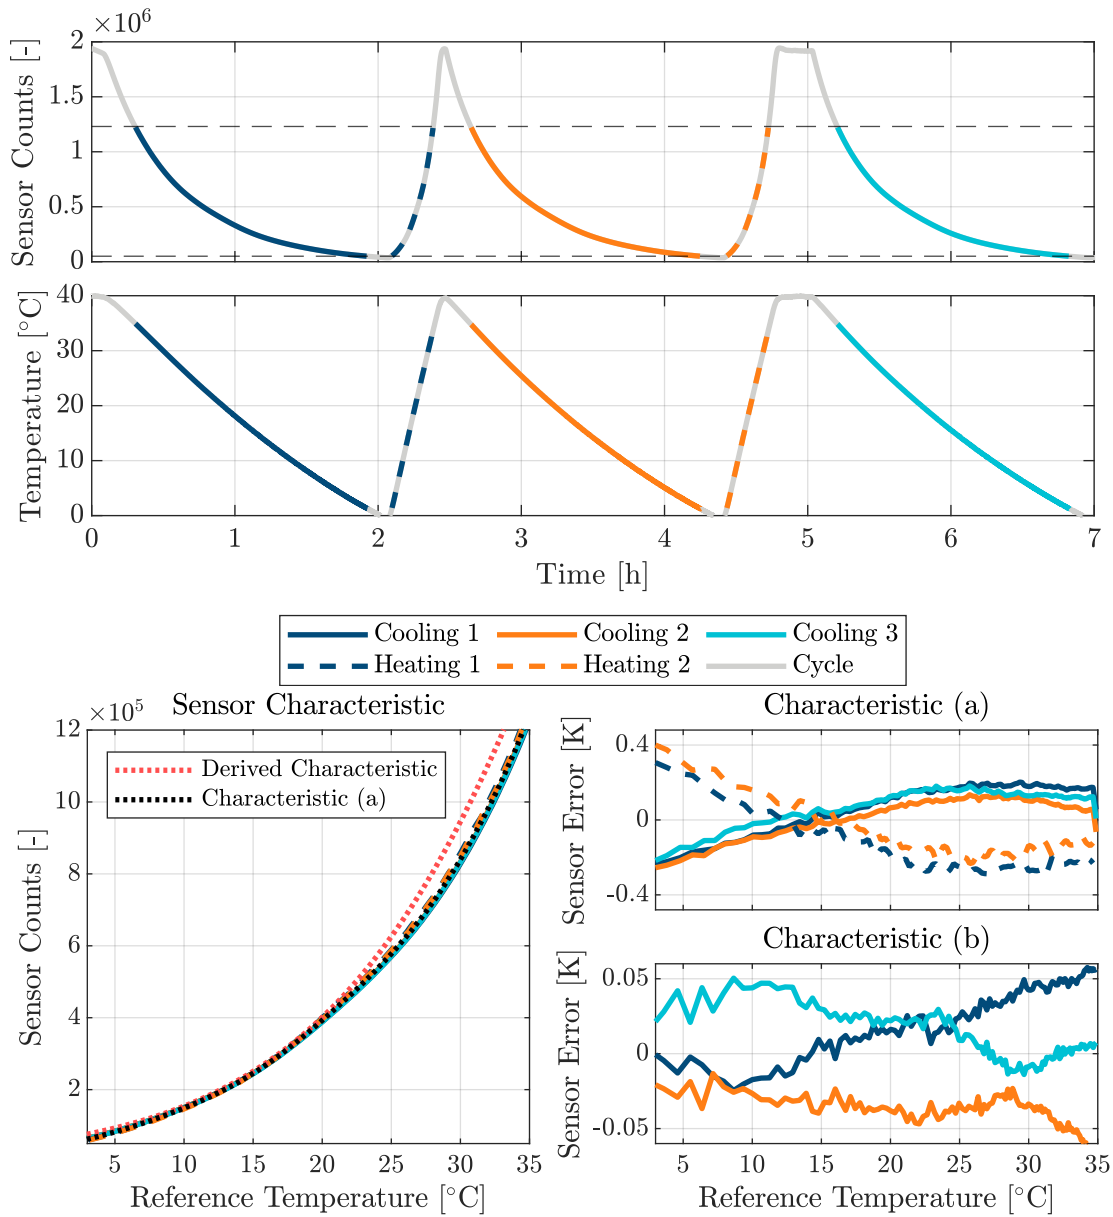 ×10⁶
Sensor Counts [-]
2
1.5
1
0.5
0
Temperature [°C]
40
30
20
10
0
0 1 2 3 4 5 6 7
Time [h]
Cooling 1 Cooling 2 Cooling 3
Heating 1 Heating 2 Cycle
Sensor Characteristic
×10⁵
Sensor Counts [-]
12
10
8
6
4
2
Derived Characteristic
Characteristic (a)
5 10 15 20 25 30 35
Reference Temperature [°C]
Characteristic (a)
Sensor Error [K]
0.4
0
-0.4
Characteristic (b)
Sensor Error [K]
0.05
0
-0.05
5 10 15 20 25 30 35
Reference Temperature [°C]